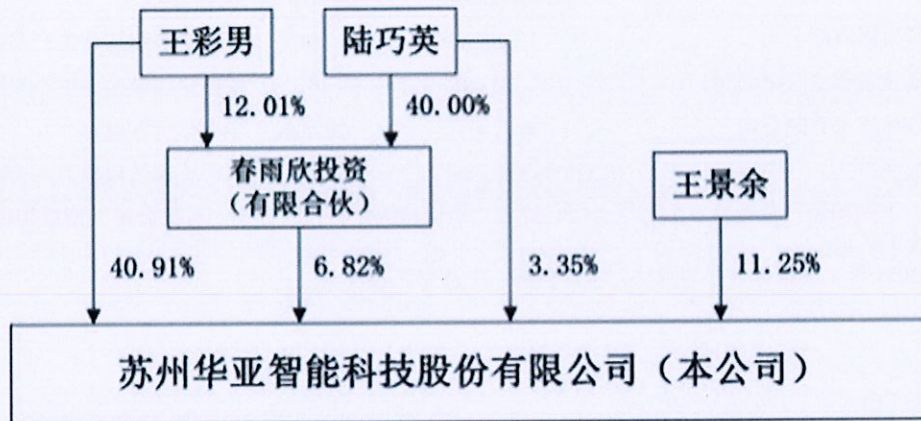 王彩男
陆巧英
12.01%
40.00%
春雨欣投资
（有限合伙）
王景余
40.91%
6.82%
3.35%
11.25%
苏州华亚智能科技股份有限公司（本公司）